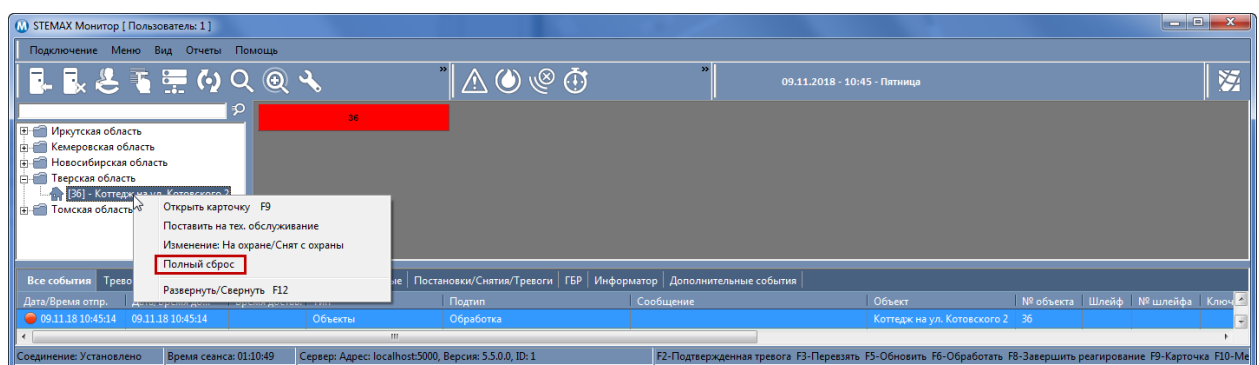 STEMAX Монитор [ Пользователь: 1 ]
Подключение Меню Вид Отчеты Помощь
» » 09.11.2018 - 10:45 - Пятница
36
Иркутская область
Кемеровская область
Новосибирская область
Тверская область
[36] - Коттедж на ул. Котовского 2
Томская область
Открыть карточку F9
Поставить на тех. обслуживание
Изменение: На охране/Снят с охраны
Полный сброс
Развернуть/Свернуть F12
Все события Постановки/Снятия/Тревоги ГБР Информатор Дополнительные события
Дата/Время отпр. Подтип Сообщение Объект № объекта Шлейф № шлейфа Ключ
09.11.18 10:45:14 09.11.18 10:45:14 Объекты Обработка Коттедж на ул. Котовского 2 36
Соединение: Установлено Время сеанса: 01:10:49 Сервер: Адрес: localhost:5000, Версия: 5.5.0.0, ID: 1 F2-Подтвержденная тревога F3-Перевзять F5-Обновить F6-Обработать F8-Завершить реагирование F9-Карточка F10-Ме